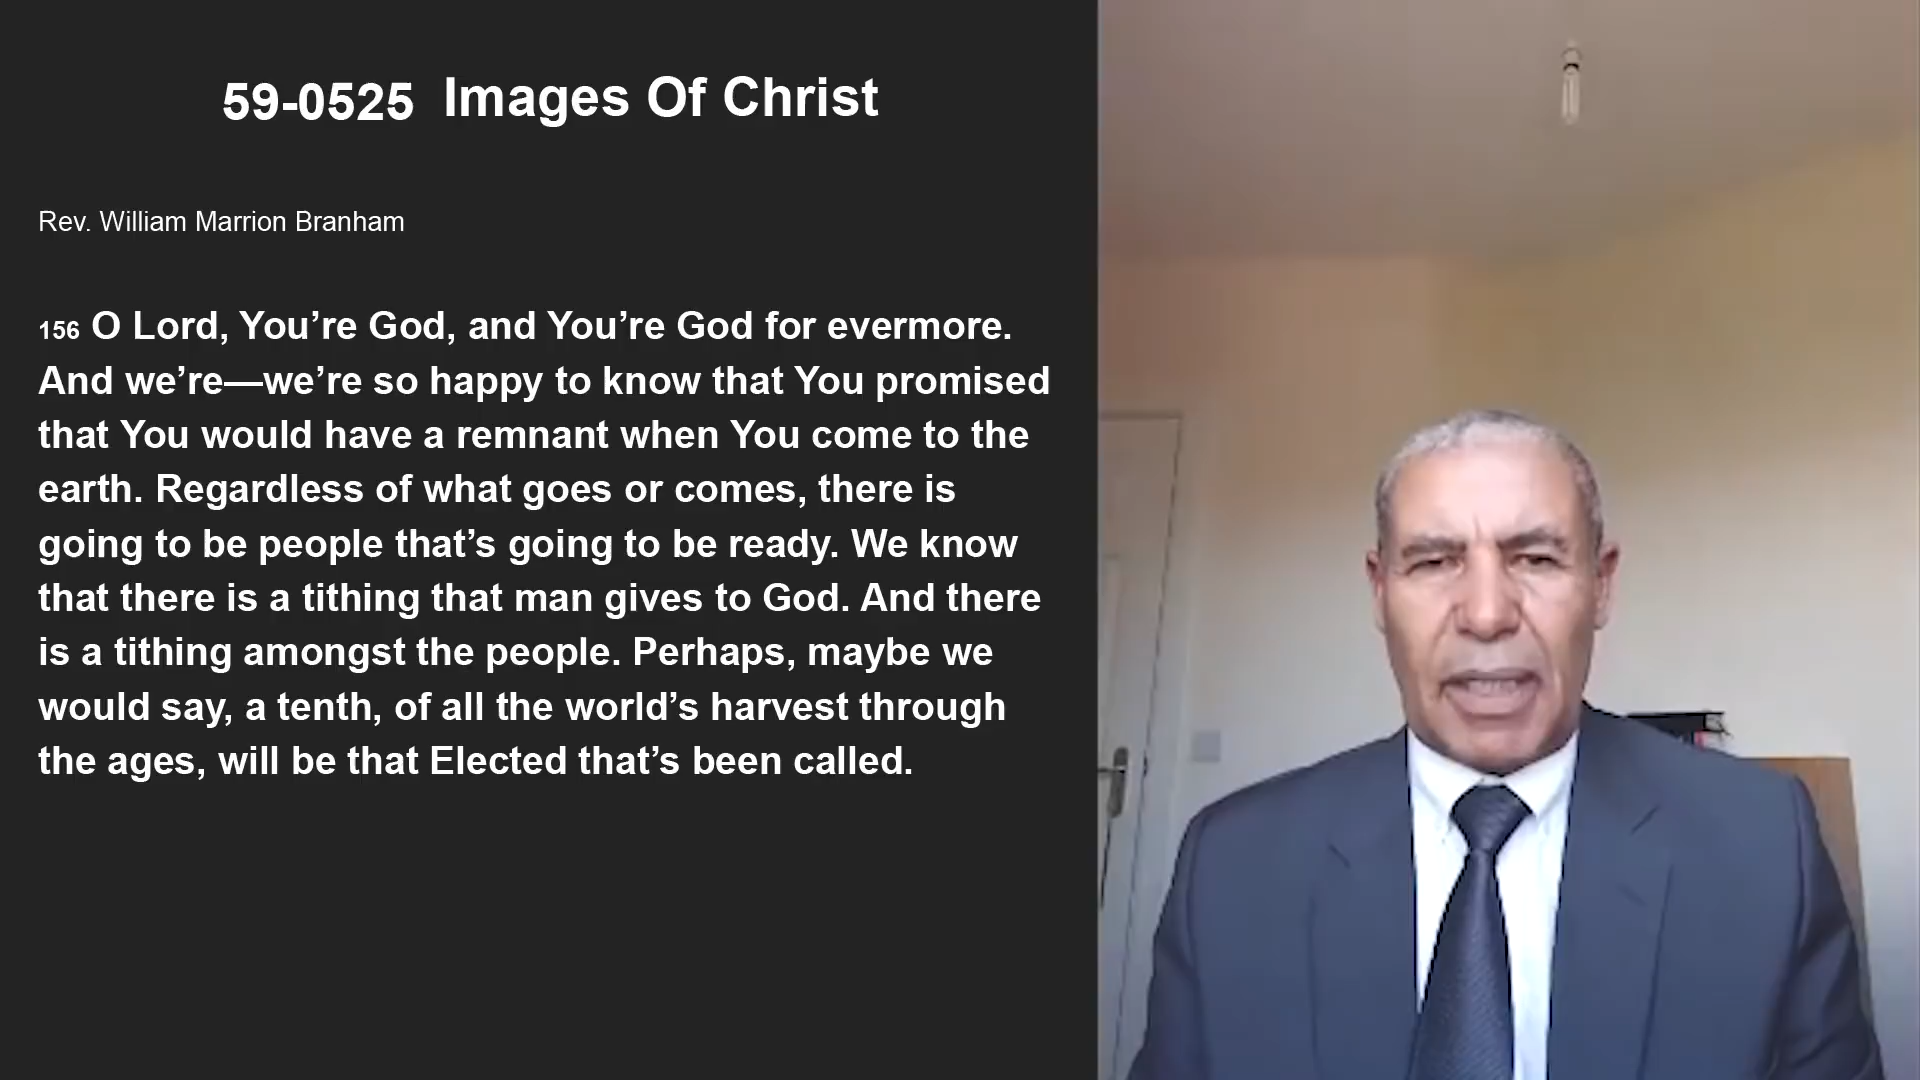 59-0525 Images Of Christ
Rev. William Marrion Branham
156 O Lord, You’re God, and You’re God for evermore.
And we’re—we’re so happy to know that You promised
that You would have a remnant when You come to the
earth. Regardless of what goes or comes, there is
going to be people that’s going to be ready. We know
that there is a tithing that man gives to God. And there
is a tithing amongst the people. Perhaps, maybe we
would say, a tenth, of all the world’s harvest through
the ages, will be that Elected that’s been called.